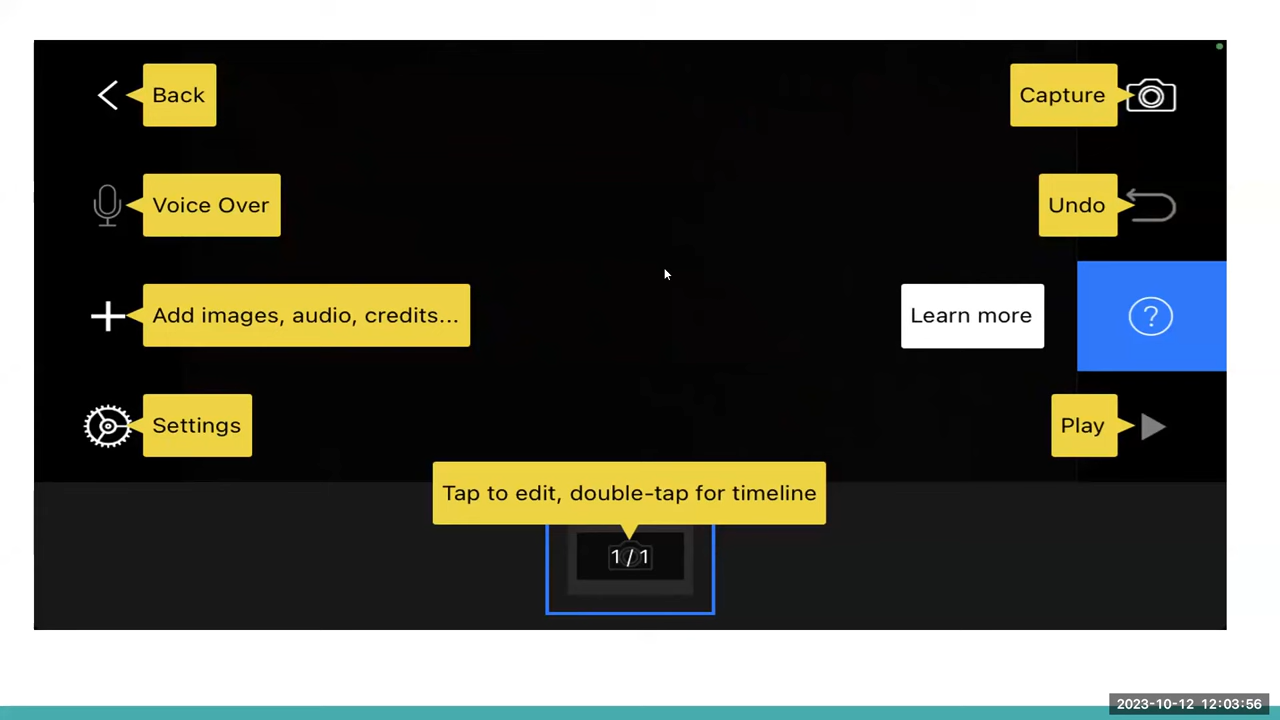 Back
Capture
Voice Over
Undo
Add images, audio, credits...
Learn more
?
Settings
Play
Tap to edit, double-tap for timeline
1/1
2023-10-12 12:03:56